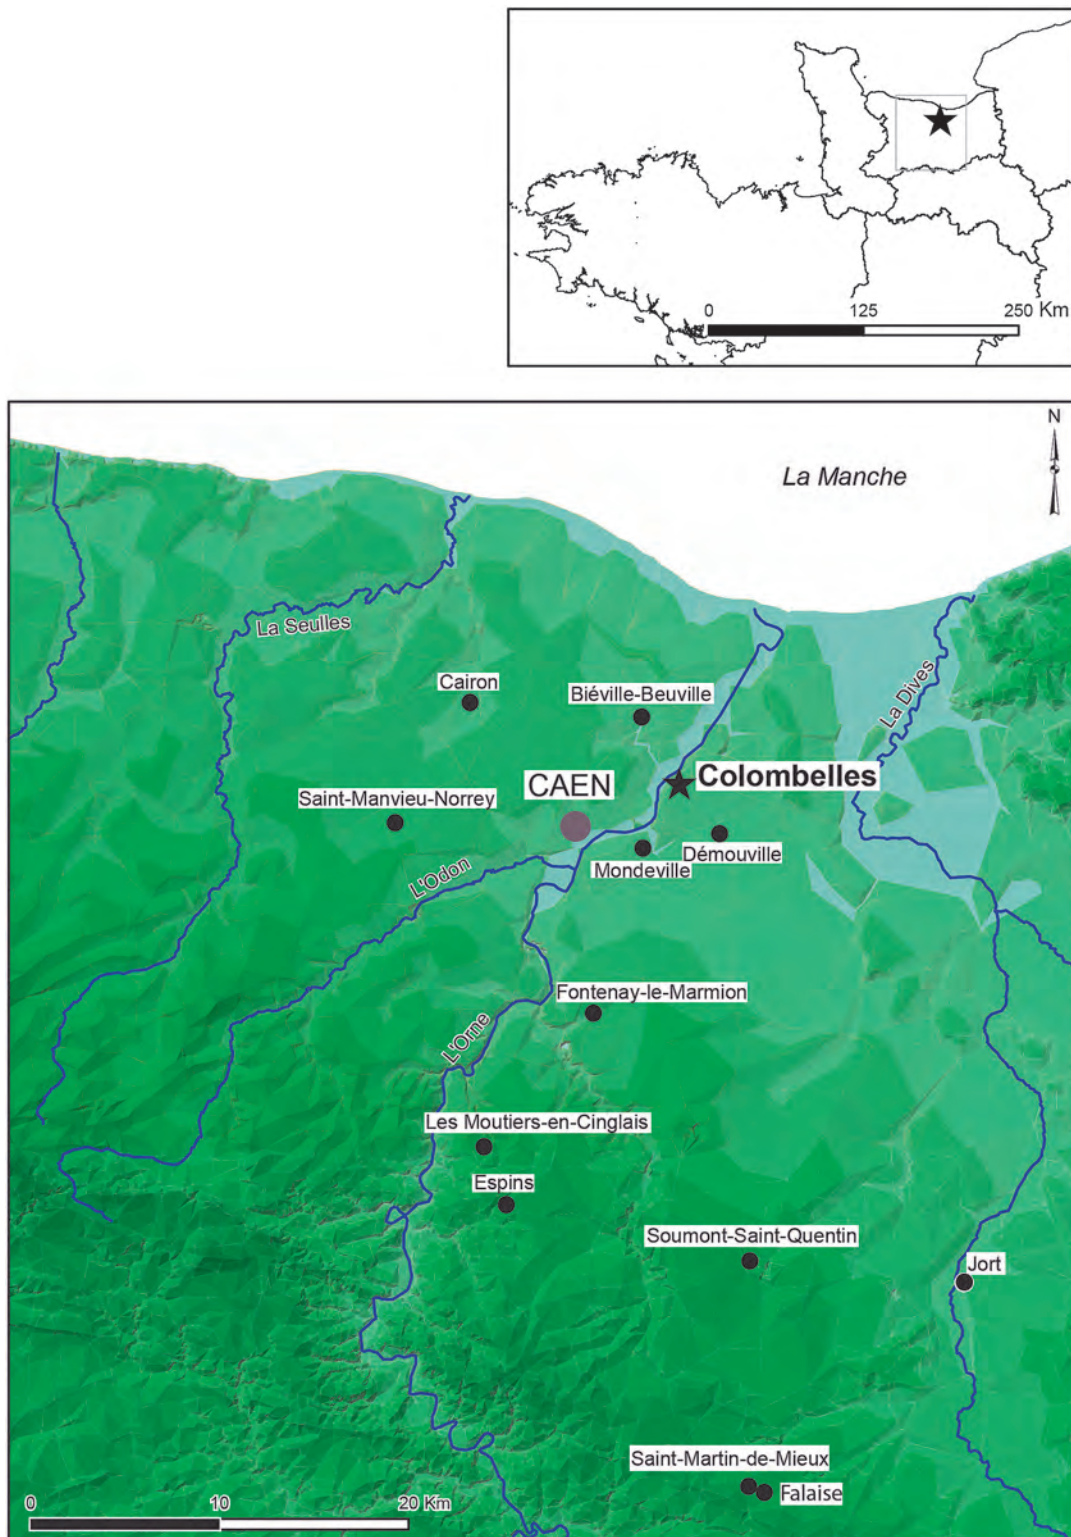 0 125 250 Km
N
La Manche
La Seulles
Cairon
Biéville-Beuville
La Dives
Colombelles
CAEN
Saint-Manvieu-Norrey
Démouville
Mondeville
L'Odon
Fontenay-le-Marmion
L'Orne
Les Moutiers-en-Cinglais
Espins
Soumont-Saint-Quentin
Jort
Saint-Martin-de-Mieux
Falaise
0 10 20 Km